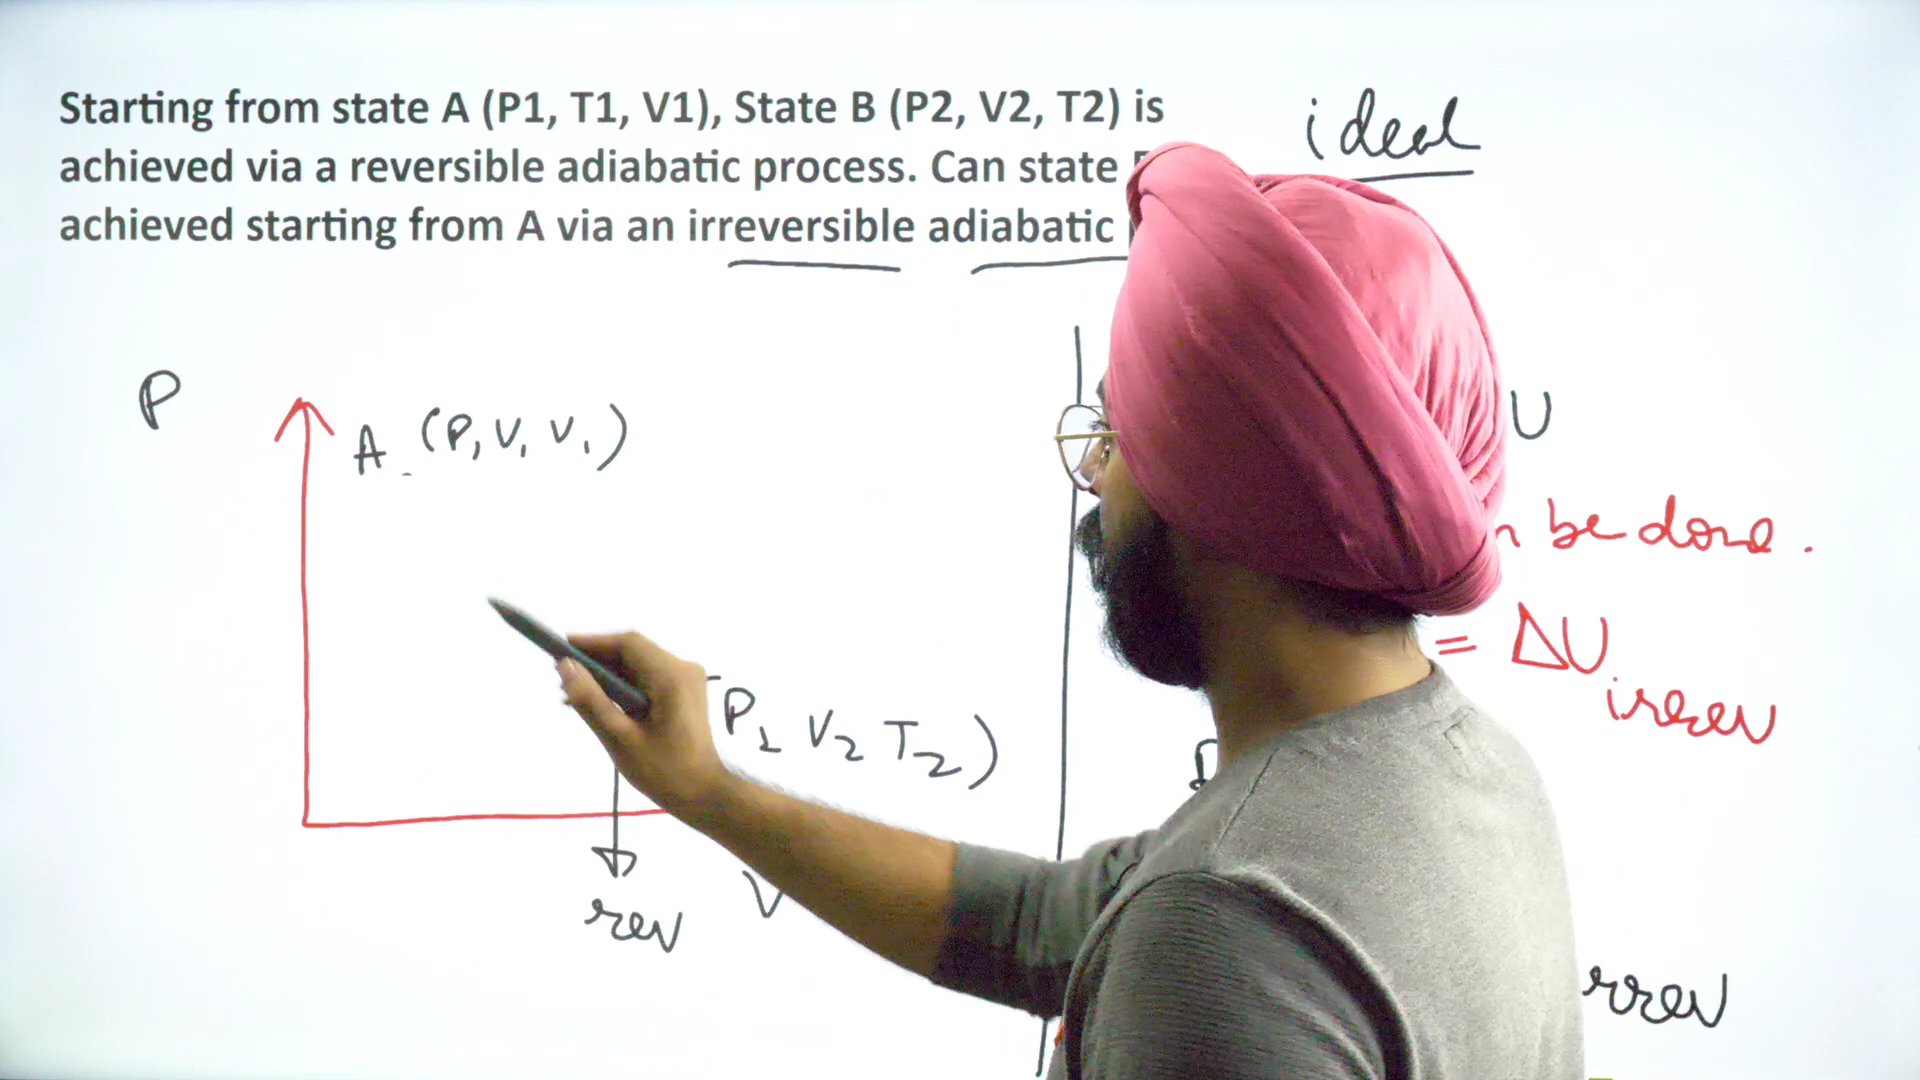 Starting from state A (P1, T1, V1), State B (P2, V2, T2) is
achieved via a reversible adiabatic process. Can state
achieved starting from A via an irreversible adiabatic
ideal
P
A (P, V, V,)
P2 V2 T2)
V
rev
U
be done.
= ΔU irrev
rrev